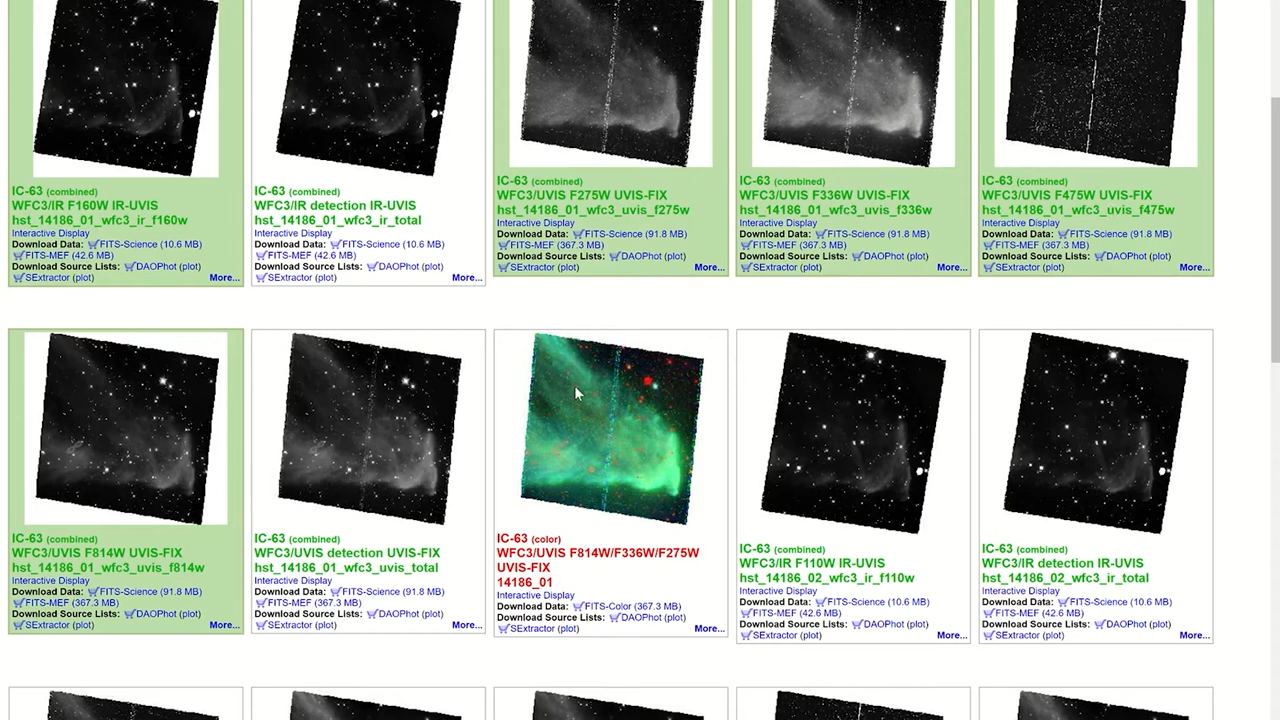 IC-63 (combined)
WFC3/IR F160W IR-UVIS
hst_14186_01_wfc3_ir_f160w
Interactive Display
Download Data: FITS-Science (10.6 MB)
FITS-MEF (42.6 MB)
Download Source Lists: DAOPhot (plot)
SExtractor (plot) More...
IC-63 (combined)
WFC3/IR detection IR-UVIS
hst_14186_01_wfc3_ir_total
Interactive Display
Download Data: FITS-Science (10.6 MB)
FITS-MEF (42.6 MB)
Download Source Lists: DAOPhot (plot)
SExtractor (plot) More...
IC-63 (combined)
WFC3/UVIS F275W UVIS-FIX
hst_14186_01_wfc3_uvis_f275w
Interactive Display
Download Data: FITS-Science (91.8 MB)
FITS-MEF (367.3 MB)
Download Source Lists: DAOPhot (plot)
SExtractor (plot) More...
IC-63 (combined)
WFC3/UVIS F336W UVIS-FIX
hst_14186_01_wfc3_uvis_f336w
Interactive Display
Download Data: FITS-Science (91.8 MB)
FITS-MEF (367.3 MB)
Download Source Lists: DAOPhot (plot)
SExtractor (plot) More...
IC-63 (combined)
WFC3/UVIS F475W UVIS-FIX
hst_14186_01_wfc3_uvis_f475w
Interactive Display
Download Data: FITS-Science (91.8 MB)
FITS-MEF (367.3 MB)
Download Source Lists: DAOPhot (plot)
SExtractor (plot) More...
IC-63 (combined)
WFC3/UVIS F814W UVIS-FIX
hst_14186_01_wfc3_uvis_f814w
Interactive Display
Download Data: FITS-Science (91.8 MB)
FITS-MEF (367.3 MB)
Download Source Lists: DAOPhot (plot)
SExtractor (plot) More...
IC-63 (combined)
WFC3/UVIS detection UVIS-FIX
hst_14186_01_wfc3_uvis_total
Interactive Display
Download Data: FITS-Science (91.8 MB)
FITS-MEF (367.3 MB)
Download Source Lists: DAOPhot (plot)
SExtractor (plot) More...
IC-63 (color)
WFC3/UVIS F814W/F336W/F275W
UVIS-FIX
14186_01
Interactive Display
Download Data: FITS-Color (367.3 MB)
Download Source Lists: DAOPhot (plot)
SExtractor (plot) More...
IC-63 (combined)
WFC3/IR F110W IR-UVIS
hst_14186_02_wfc3_ir_f110w
Interactive Display
Download Data: FITS-Science (10.6 MB)
FITS-MEF (42.6 MB)
Download Source Lists: DAOPhot (plot)
SExtractor (plot) More...
IC-63 (combined)
WFC3/IR detection IR-UVIS
hst_14186_02_wfc3_ir_total
Interactive Display
Download Data: FITS-Science (10.6 MB)
FITS-MEF (42.6 MB)
Download Source Lists: DAOPhot (plot)
SExtractor (plot) More...